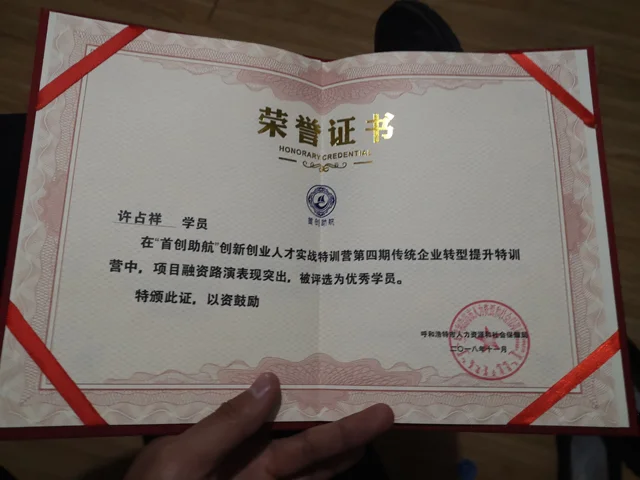 荣誉证书
HONORARY CREDENTIAL
首创助航
许占祥 学员
在“首创助航”创新创业人才实战特训营第四期传统企业转型提升特训
营中，项目融资路演表现突出，被评选为优秀学员。
特颁此证，以资鼓励
呼和浩特市人力资源和社会保障局
二〇一八年十一月